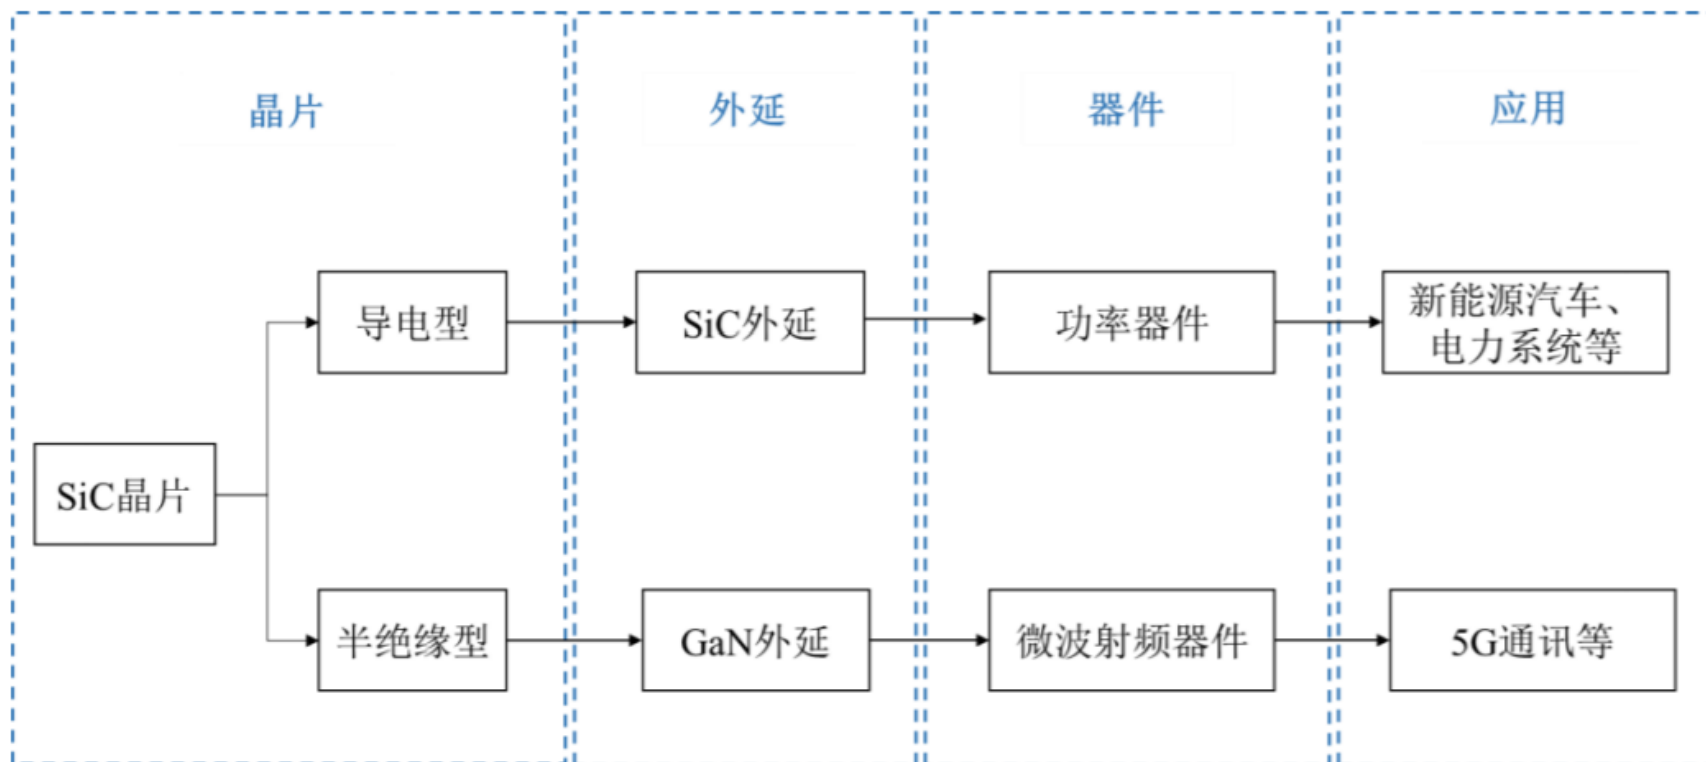 晶片
外延
器件
应用
导电型
SiC外延
功率器件
新能源汽车、
电力系统等
SiC晶片
半绝缘型
GaN外延
微波射频器件
5G通讯等